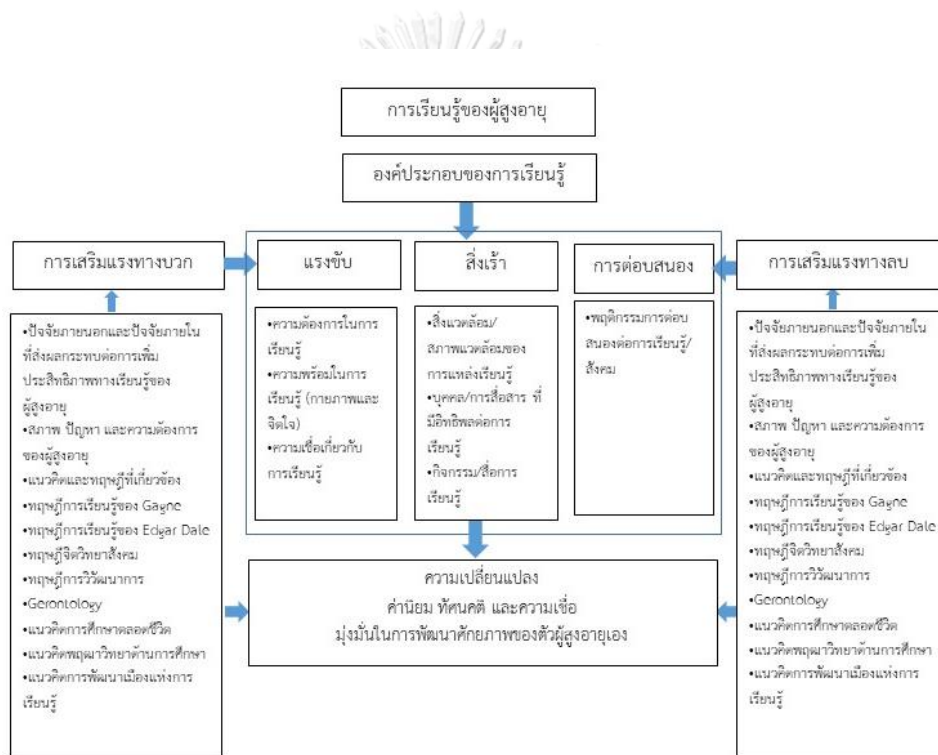 การเรียนรู้ของผู้สูงอายุ
องค์ประกอบของการเรียนรู้
การเสริมแรงทางบวก
แรงขับ
สิ่งเร้า
การต่อบสนอง
การเสริมแรงทางลบ
•ปัจจัยภายนอกและปัจจัยภายใน
ที่ส่งผลกระทบต่อการเพิ่ม
ประสิทธิภาพทางเรียนรู้ของ
ผู้สูงอายุ
•สภาพ ปัญหา และความต้องการ
ของผู้สูงอายุ
•แนวคิดและทฤษฎีที่เกี่ยวข้อง
•ทฤษฎีการเรียนรู้ของ Gagne
•ทฤษฎีการเรียนรู้ของ Edgar Dale
•ทฤษฎีจิตวิทยาสังคม
•ทฤษฎีการวิวัฒนาการ
•Gerontology
•แนวคิดการศึกษาตลอดชีวิต
•แนวคิดพฤฒาวิทยาด้านการศึกษา
•แนวคิดการพัฒนาเมืองแห่งการ
เรียนรู้
•ความต้องการในการ
เรียนรู้
•ความพร้อมในการ
เรียนรู้ (กายภาพและ
จิตใจ)
•ความเชื่อเกี่ยวกับ
การเรียนรู้
•สิ่งแวดล้อม/
สภาพแวดล้อมของ
การแหล่งเรียนรู้
•บุคคล/การสื่อสาร ที่
มีอิทธิพลต่อการ
เรียนรู้
•กิจกรรม/สื่อการ
เรียนรู้
•พฤติกรรมการต่อบ
สนองต่อการเรียนรู้/
สังคม
•ปัจจัยภายนอกและปัจจัยภายใน
ที่ส่งผลกระทบต่อการเพิ่ม
ประสิทธิภาพทางเรียนรู้ของ
ผู้สูงอายุ
•สภาพ ปัญหา และความต้องการ
ของผู้สูงอายุ
•แนวคิดและทฤษฎีที่เกี่ยวข้อง
•ทฤษฎีการเรียนรู้ของ Gagne
•ทฤษฎีการเรียนรู้ของ Edgar Dale
•ทฤษฎีจิตวิทยาสังคม
•ทฤษฎีการวิวัฒนาการ
•Gerontology
•แนวคิดการศึกษาตลอดชีวิต
•แนวคิดพฤฒาวิทยาด้านการศึกษา
•แนวคิดการพัฒนาเมืองแห่งการ
เรียนรู้
ความเปลี่ยนแปลง
ค่านิยม ทัศนคติ และความเชื่อ
มุ่งมั่นในการพัฒนาศักยภาพของตัวผู้สูงอายุเอง